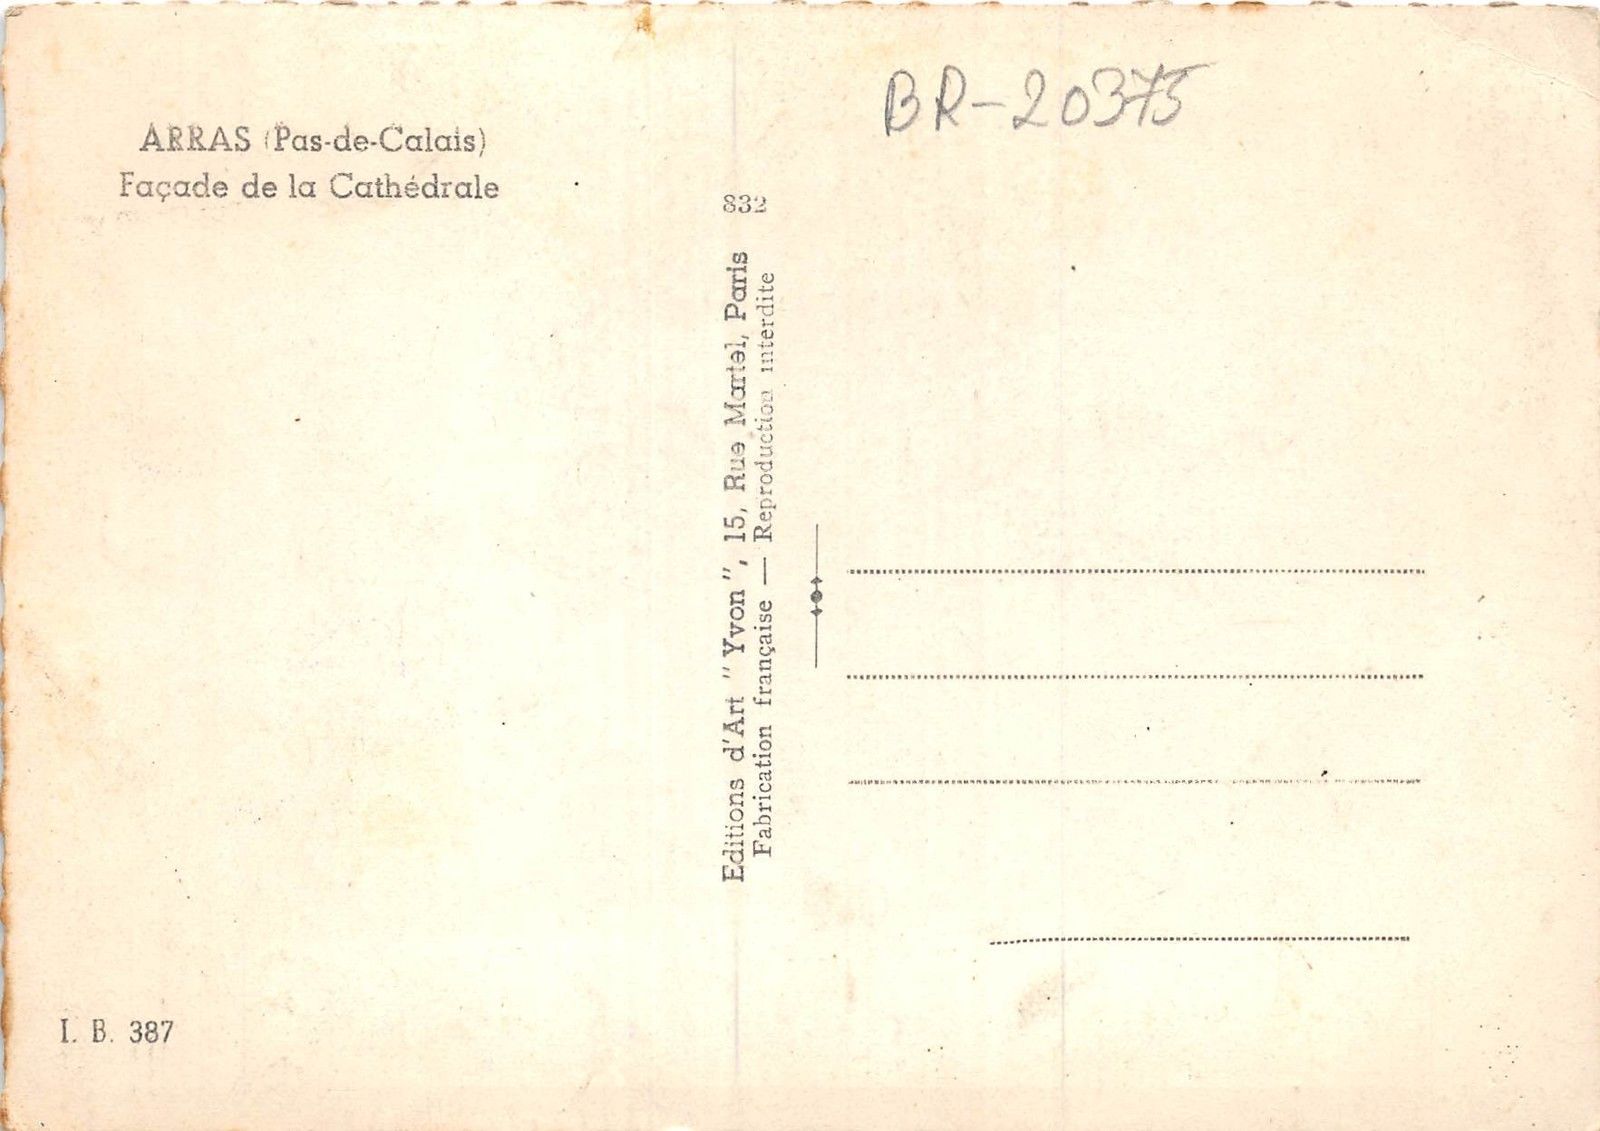 ARRAS (Pas-de-Calais)
Façade de la Cathédrale
BR-20375
832
Editions d'Art "Yvon", 15, Rue Martel, Paris
Fabrication française — Reproduction interdite
I. B. 387